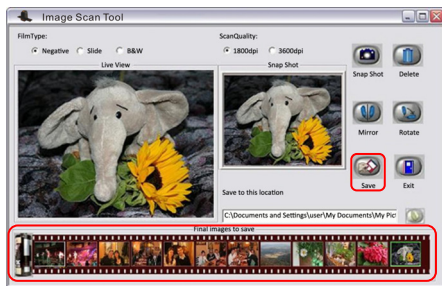 Image Scan Tool
FilmType:
Negative Slide B&W
ScanQuality:
1800dpi 3600dpi
Live View
Snap Shot
Snap Shot Delete
Mirror Rotate
Save Exit
Save to this location
C:\Documents and Settings\user\My Documents\My Pict
Final images to save